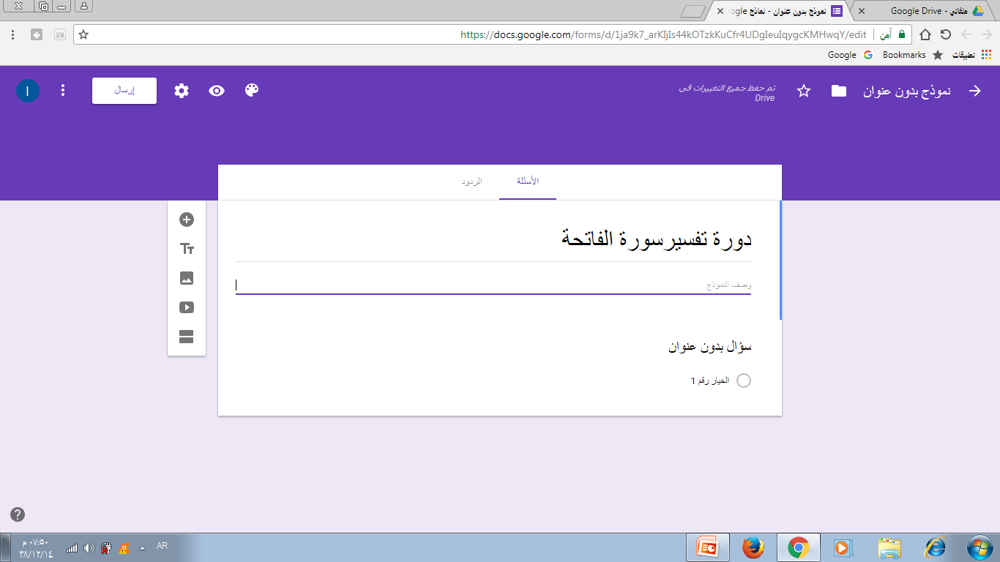 ملفاتي - Google Drive
نموذج بدون عنوان - نماذج ogle
آمن
https://docs.google.com/forms/d/1ja9k7_arKIjIs44kOTzkKuCfr4UDgIeuIqygcKMHwqY/edit
تطبيقات
Bookmarks
Google
نموذج بدون عنوان
تم حفظ جميع التغييرات في
Drive
إرسال
ا
الأسئلة
الردود
دورة تفسيرسورة الفاتحة
وصف النموذج
سؤال بدون عنوان
الخيار رقم 1
AR
٠٧:٥٠ م
٣٨/١٢/١٤